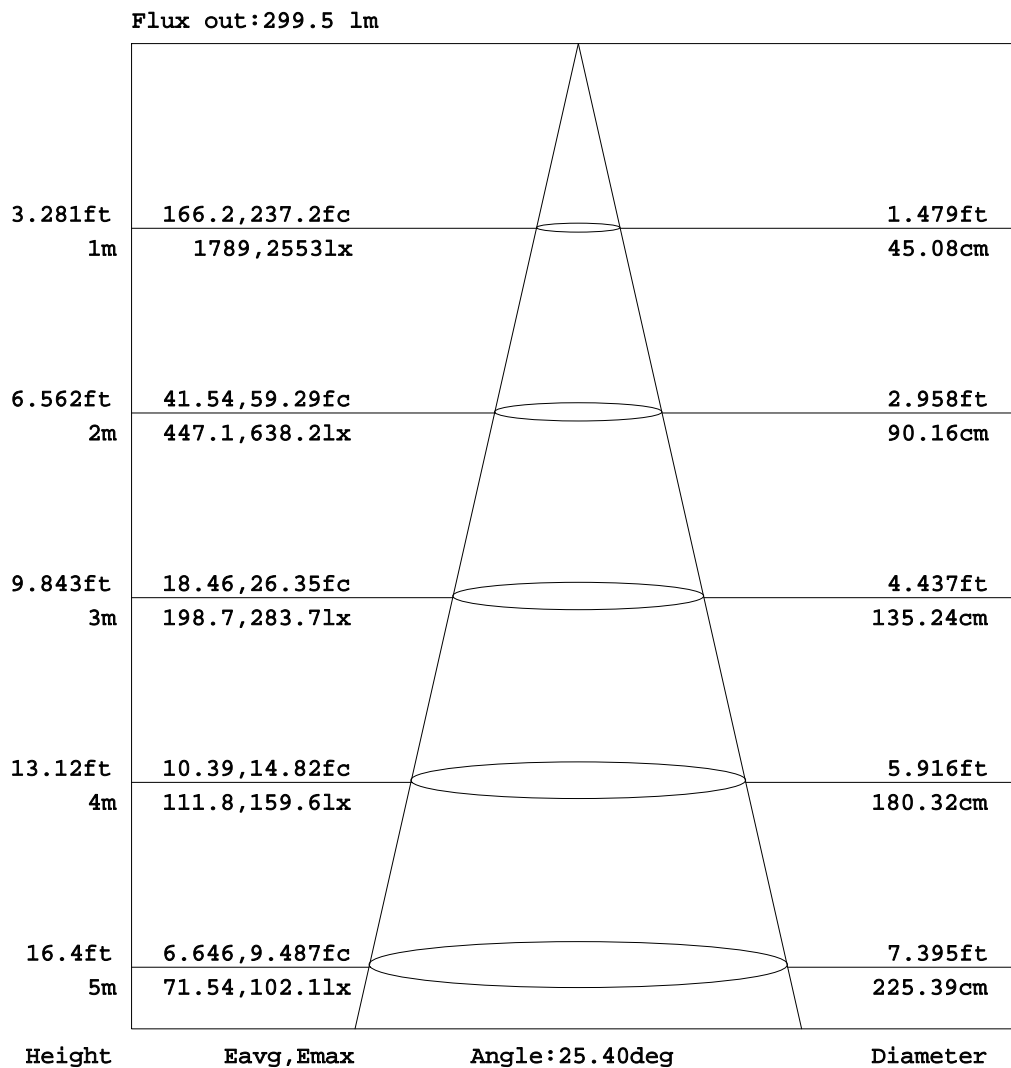 Flux out:299.5 lm
3.281ft 166.2,237.2fc 1.479ft
1m 1789,2553lx 45.08cm
6.562ft 41.54,59.29fc 2.958ft
2m 447.1,638.2lx 90.16cm
9.843ft 18.46,26.35fc 4.437ft
3m 198.7,283.7lx 135.24cm
13.12ft 10.39,14.82fc 5.916ft
4m 111.8,159.6lx 180.32cm
16.4ft 6.646,9.487fc 7.395ft
5m 71.54,102.1lx 225.39cm
Height Eavg,Emax Angle:25.40deg Diameter